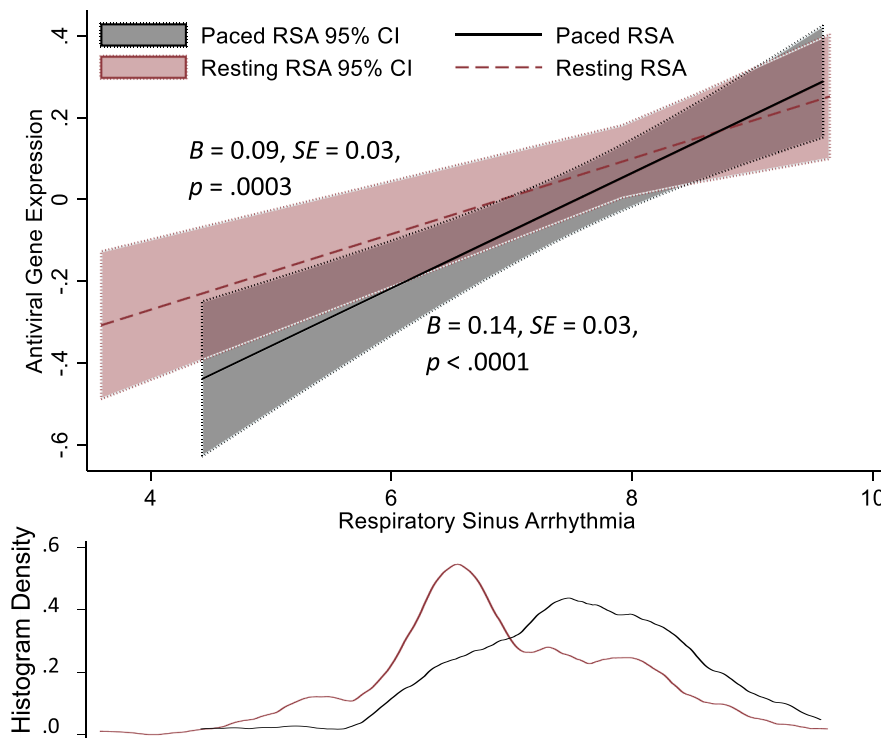 Paced RSA 95% CI
Paced RSA
Resting RSA 95% CI
Resting RSA
B = 0.09, SE = 0.03,
p = .0003
B = 0.14, SE = 0.03,
p < .0001
Antiviral Gene Expression
.4
.2
0
-.2
-.4
-.6
4
6
8
10
Respiratory Sinus Arrhythmia
Histogram Density
.6
.4
.2
.0